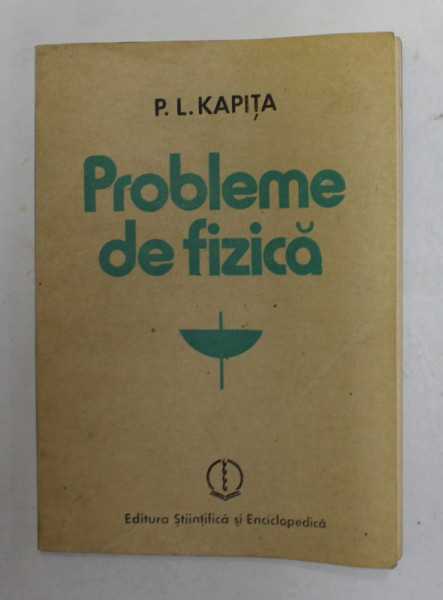 P. L. KAPIȚA
Probleme
de fizică
Editura Științifică și Enciclopedică